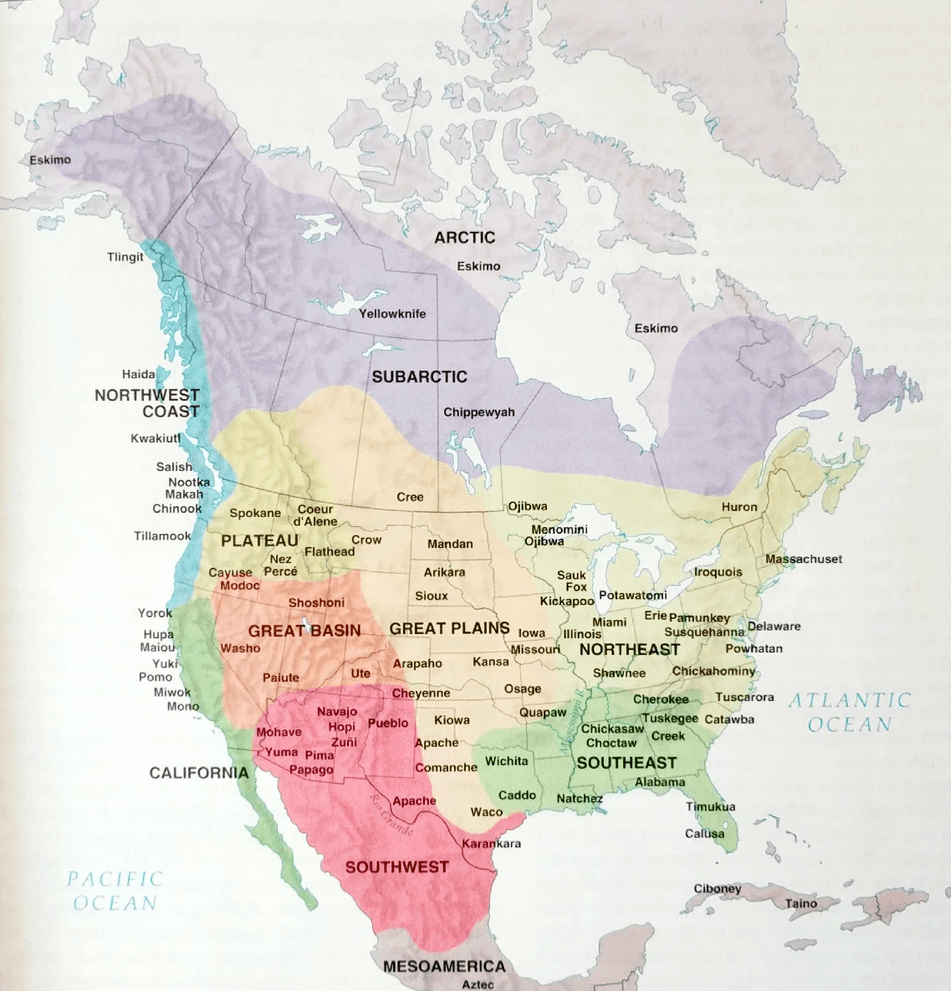 Eskimo
ARCTIC
Tlingit
Eskimo
Yellowknife
Eskimo
Haida
SUBARCTIC
NORTHWEST
COAST
Chippewyah
Kwakiutl
Salish
Nootka
Makah
Chinook
Cree
Spokane
Coeur
d'Alene
Ojibwa
Huron
Tillamook
PLATEAU
Crow
Mandan
Menomini
Ojibwa
Flathead
Nez
Percé
Massachuset
Cayuse
Modoc
Arikara
Sauk
Fox
Kickapoo
Iroquois
Sioux
Potawatomi
Yorok
Shoshoni
Erie
Pamunkey
Miami
Susquehanna
Delaware
Hupa
Maiou
GREAT BASIN
GREAT PLAINS
Iowa
Illinois
Missouri
NORTHEAST
Powhatan
Washo
Yuki
Pomo
Arapaho
Kansa
Shawnee
Chickahominy
Paiute
Ute
Miwok
Mono
Cheyenne
Osage
Cherokee
Tuscarora
Navajo
Hopi
Zuñi
Pueblo
Kiowa
Quapaw
Tuskegee
Catawba
ATLANTIC
OCEAN
Mohave
Chickasaw
Choctaw
Creek
Yuma
Pima
Papago
Apache
Wichita
SOUTHEAST
CALIFORNIA
Comanche
Alabama
Caddo
Natchez
Apache
Rio Grande
Waco
Timukua
Calusa
Karankara
SOUTHWEST
PACIFIC
OCEAN
Ciboney
Taino
MESOAMERICA
Aztec